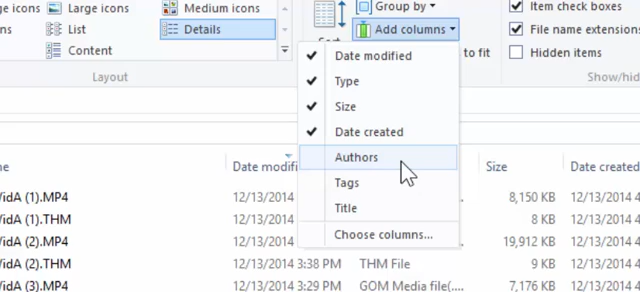 Large icons Medium icons Group by Item check boxes
ns List Details Add columns File name extensions
Content to fit Hidden items
Layout Show/hid
Date modified
Type
Size
Date created
Authors
Tags
Title
Choose columns...
ne Date modifi Size Date created
VidA (1).MP4 12/13/2014 8,150 KB 12/13/2014 4
VidA (1).THM 12/13/2014 8 KB 12/13/2014 4
VidA (2).MP4 12/13/2014 19,912 KB 12/13/2014 4
VidA (2).THM 12/13/2014 3:38 PM THM File 9 KB 12/13/2014 4
VidA (3).MP4 12/13/2014 3:29 PM GOM Media file(.... 7,176 KB 12/13/2014 4